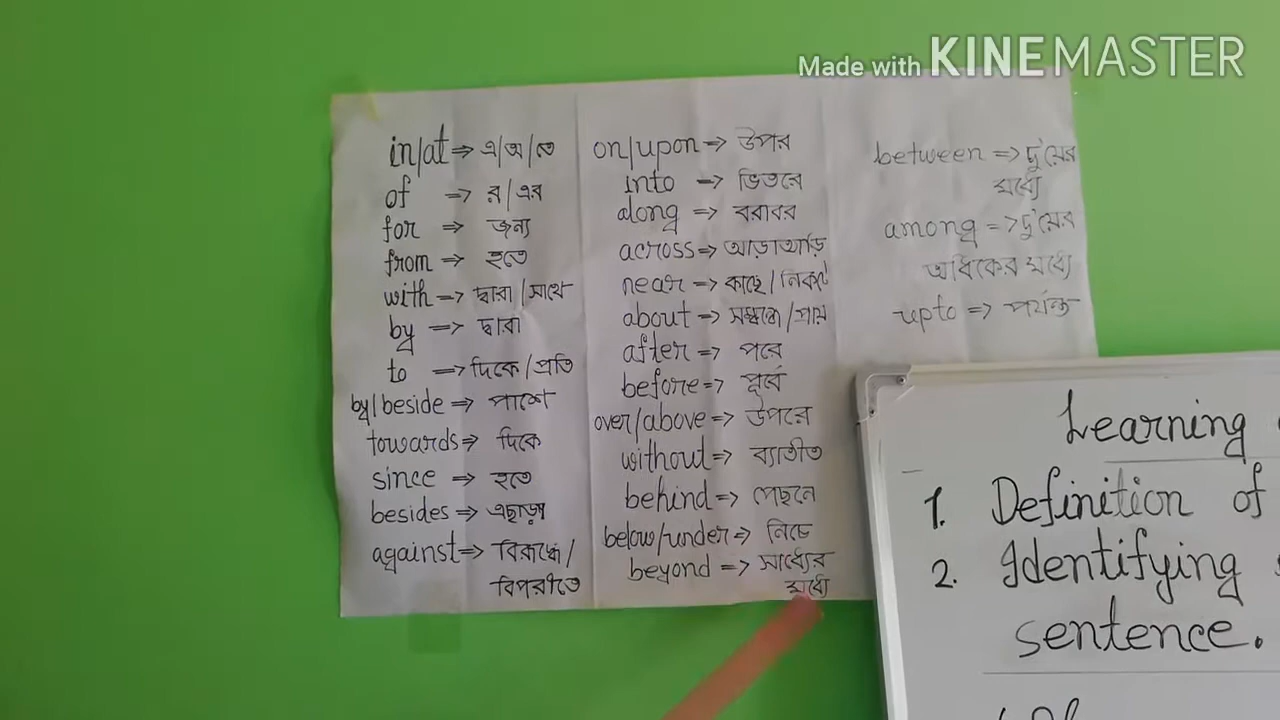 Made with KINEMASTER
in/at => এ/অ/তে
of => র/এর
for => জন্য
from => হতে
with => দ্বারা/সাথে
by => দ্বারা
to => দিকে/প্রতি
by/beside => পাশে
towards => দিকে
since => হতে
besides => এছাড়া
against => বিরুদ্ধে/
বিপরীতে
on/upon => উপর
into => ভিতরে
along => বরাবর
across => আড়াআড়ি
near => কাছে/নিকটে
about => সম্বন্ধে/প্রায়
after => পরে
before => পূর্বে
over/above => উপরে
without => ব্যাতীত
behind => পেছনে
below/under => নিচে
beyond => সাধ্যের
মধ্যে
between => দু'য়ের
মধ্যে
among => দু'য়ের
অধিকের মধ্যে
upto => পর্যন্ত
Learning
1. Definition of
2. Identifying
sentence.